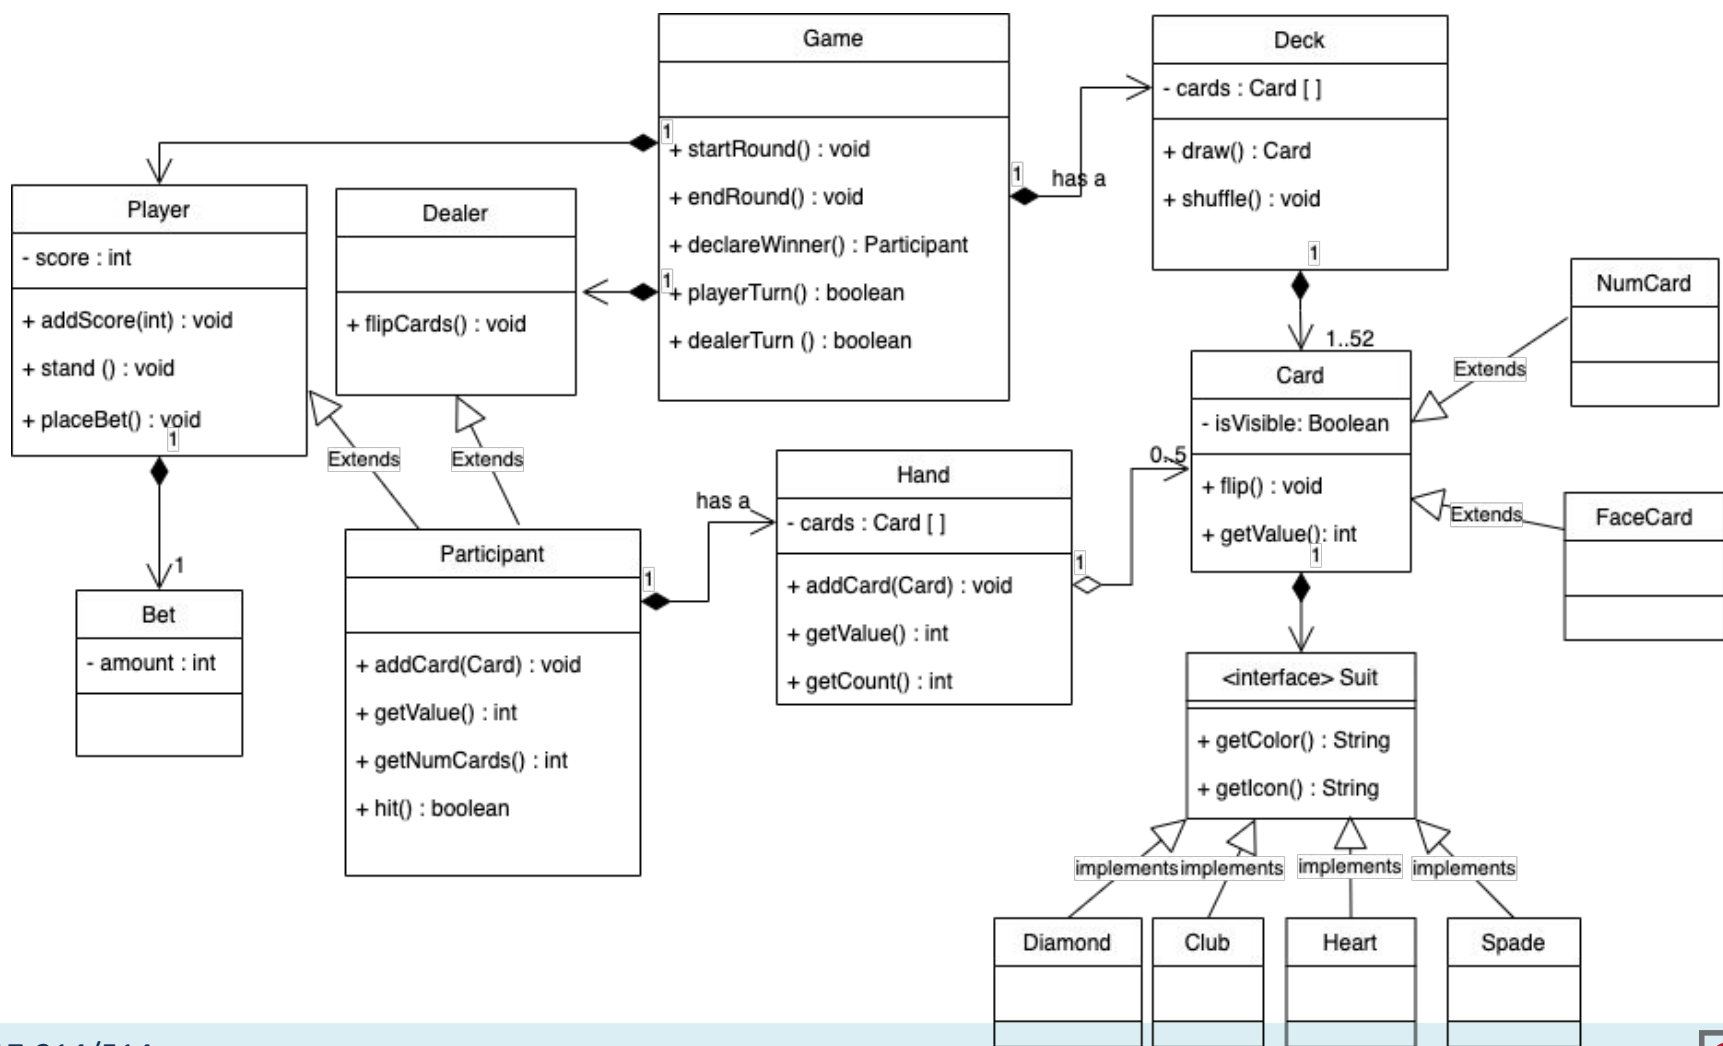 Game
+ startRound() : void
+ endRound() : void
+ declareWinner() : Participant
+ playerTurn() : boolean
+ dealerTurn () : boolean
1
1
1
has a
Deck
- cards : Card [ ]
+ draw() : Card
+ shuffle() : void
1
1..52
Player
- score : int
+ addScore(int) : void
+ stand () : void
+ placeBet() : void
1
1
Dealer
+ flipCards() : void
Extends
Extends
Bet
- amount : int
Participant
+ addCard(Card) : void
+ getValue() : int
+ getNumCards() : int
+ hit() : boolean
1
has a
Hand
- cards : Card [ ]
+ addCard(Card) : void
+ getValue() : int
+ getCount() : int
1
0..5
Card
- isVisible: Boolean
+ flip() : void
+ getValue(): int
1
NumCard
Extends
FaceCard
Extends
<interface> Suit
+ getColor() : String
+ getIcon() : String
implements
implements
implements
implements
Diamond
Club
Heart
Spade